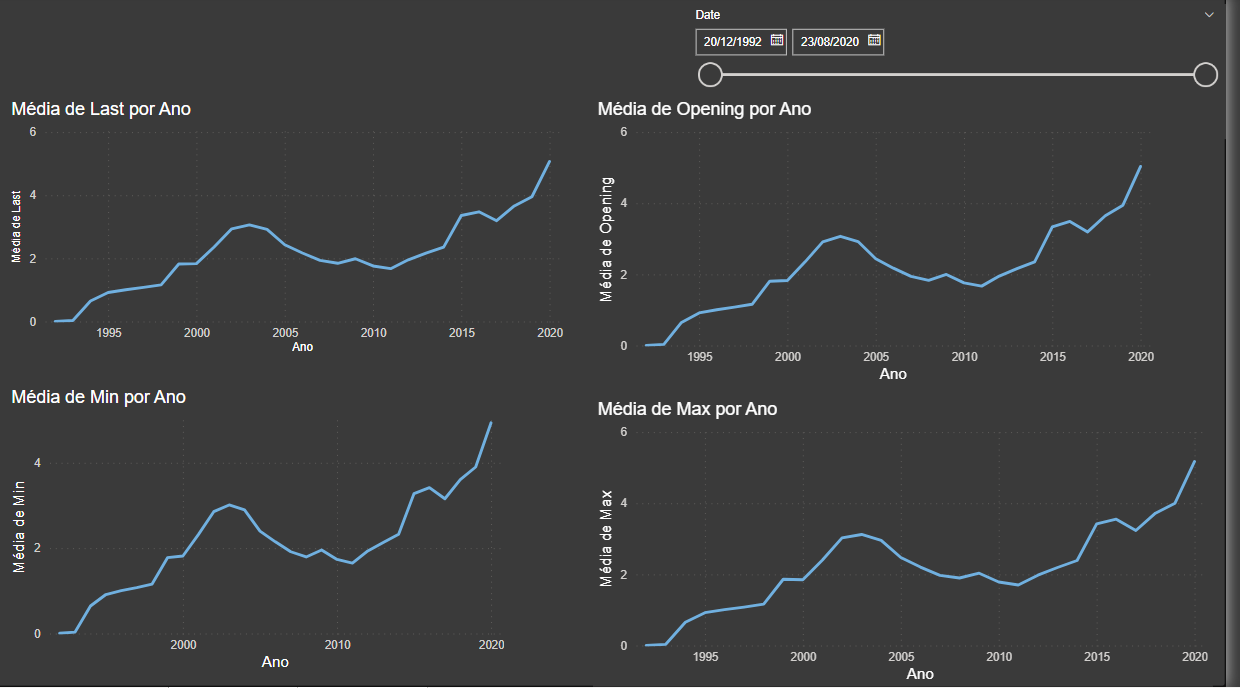 Date
20/12/1992
23/08/2020
Média de Last por Ano
Média de Last
6
4
2
0
1995
2000
2005
2010
2015
2020
Ano
Média de Opening por Ano
Média de Opening
6
4
2
0
1995
2000
2005
2010
2015
2020
Ano
Média de Min por Ano
Média de Min
4
2
0
2000
2010
2020
Ano
Média de Max por Ano
Média de Max
6
4
2
0
1995
2000
2005
2010
2015
2020
Ano